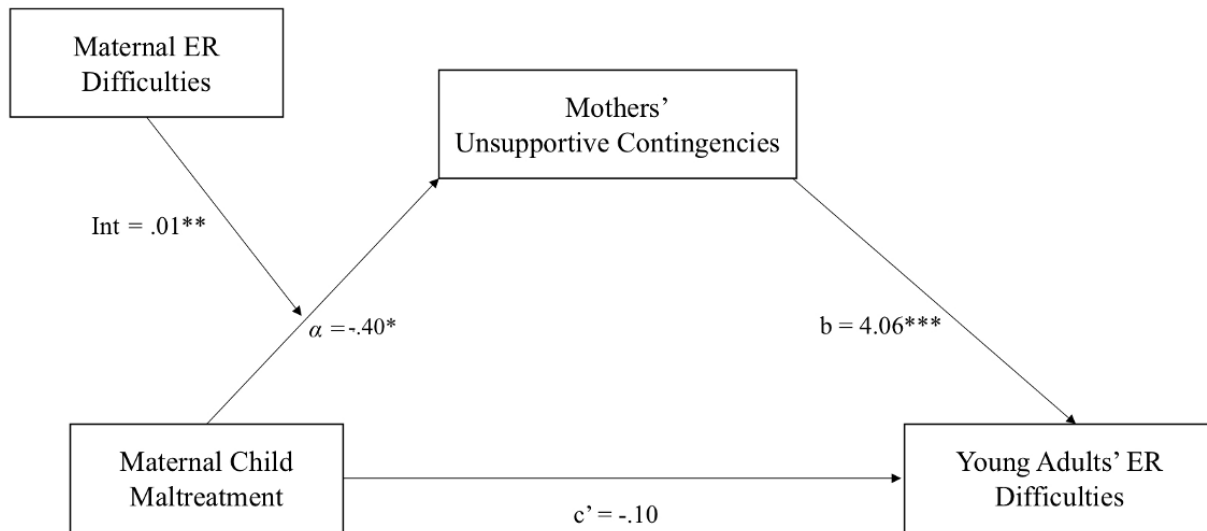 Maternal ER
Difficulties
Mothers’
Unsupportive Contingencies
Int = .01**
α = -.40*
b = 4.06***
Maternal Child
Maltreatment
Young Adults’ ER
Difficulties
c’ = -.10